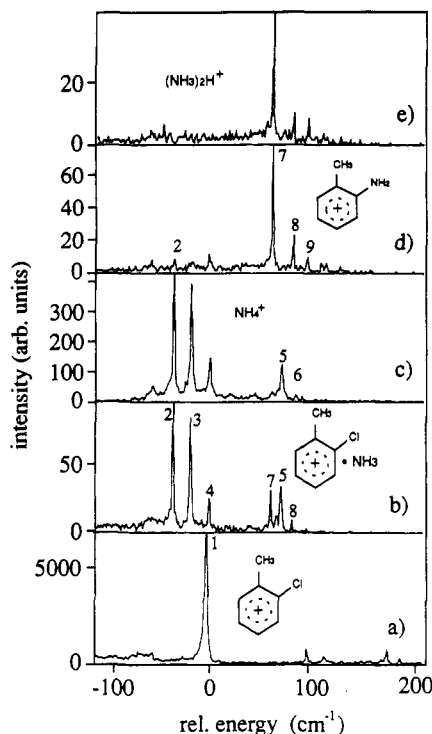 (NH₃)₂H⁺
20
0
e)
7
CH₃
NH₂
60
40
20
0
2
8
9
d)
300
200
100
0
NH₄⁺
5
6
c)
2
3
4
7
5
8
CH₃
Cl
• NH3
50
0
b)
1
CH₃
Cl
5000
0
a)
intensity (arb. units)
-100 0 100 200
rel. energy (cm⁻¹)